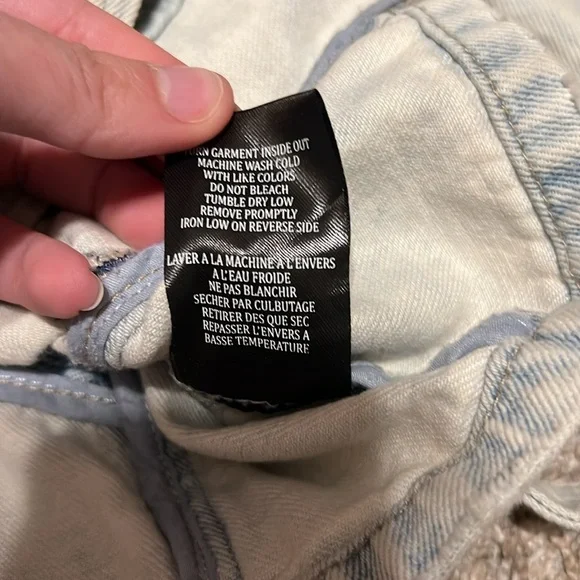 TURN GARMENT INSIDE OUT
MACHINE WASH COLD
WITH LIKE COLORS
DO NOT BLEACH
TUMBLE DRY LOW
REMOVE PROMPTLY
IRON LOW ON REVERSE SIDE
LAVER A LA MACHINE A L'ENVERS
A L'EAU FROIDE
NE PAS BLANCHIR
SECHER PAR CULBUTAGE
RETIRER DES QUE SEC
REPASSER L'ENVERS A
BASSE TEMPERATURE